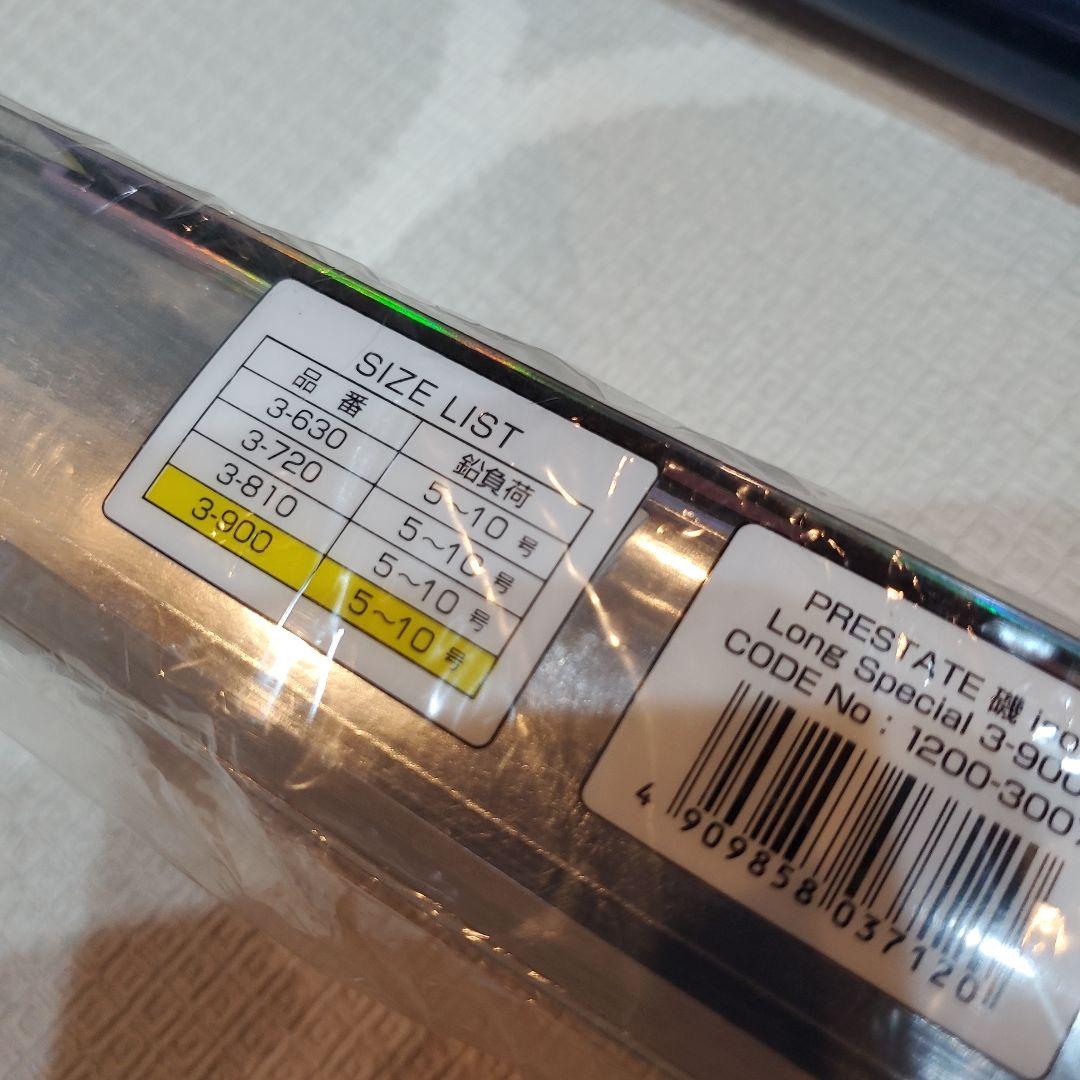 SIZE LIST
品 番 鉛負荷
3-630 5～10号
3-720 5～10号
3-810 5～10号
3-900 5～10号
PRESTATE 磯
Long Special 3-900
CODE No : 1200-300
4 909858 037120